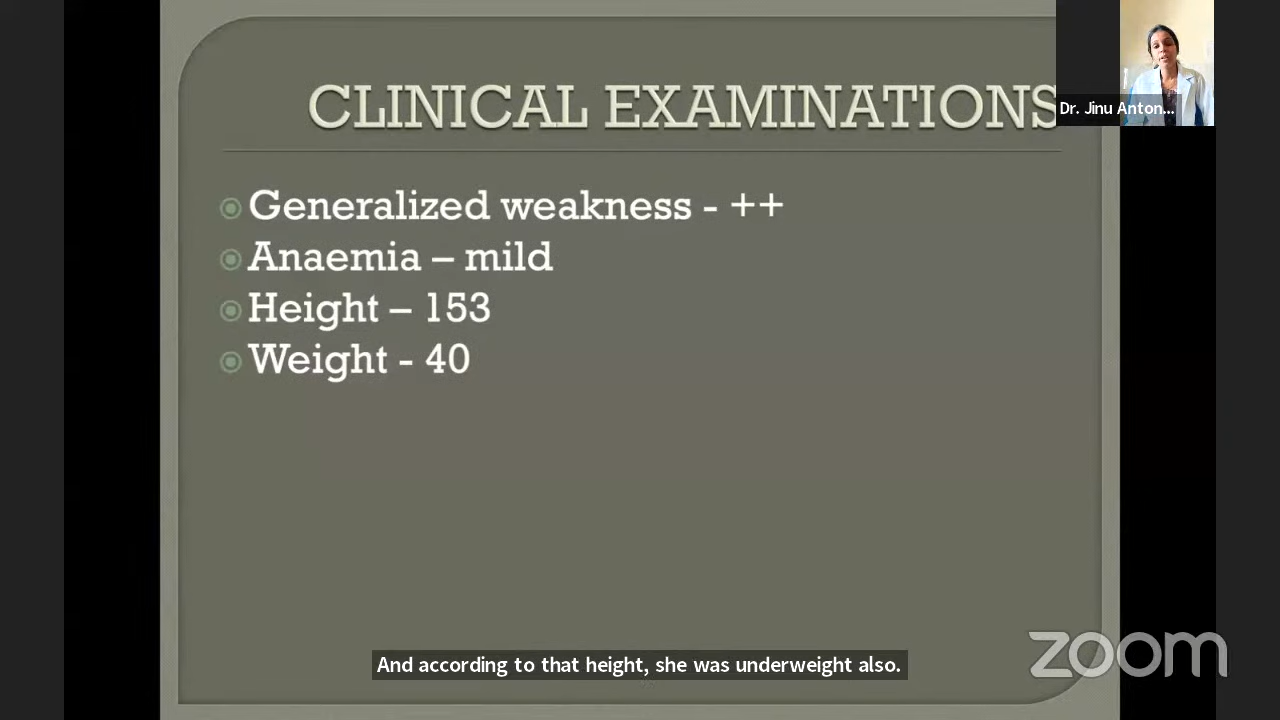 CLINICAL EXAMINATIONS
Dr. Jinu Anton...
Generalized weakness - ++
Anaemia – mild
Height – 153
Weight - 40
And according to that height, she was underweight also.
zoom